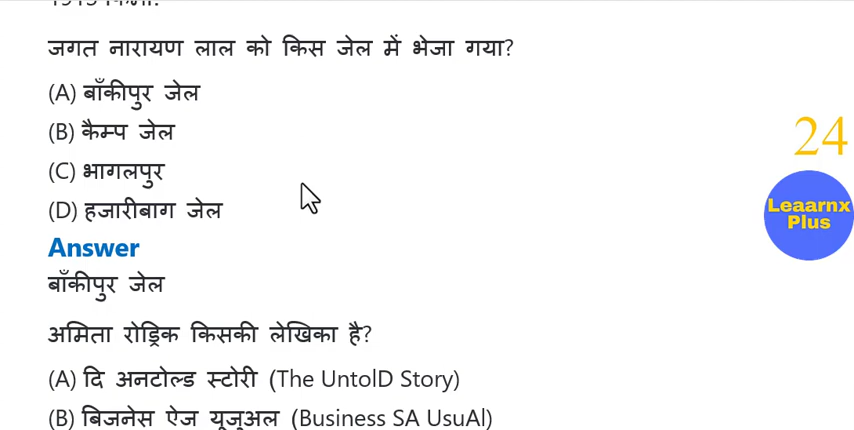 जगत नारायण लाल को किस जेल में भेजा गया?
(A) बाँकीपुर जेल
(B) कैम्प जेल
(C) भागलपुर
(D) हजारीबाग जेल
24
Leaarnx
Plus
Answer
बाँकीपुर जेल
अमिता रोड्रिक किसकी लेखिका है?
(A) दि अनटोल्ड स्टोरी (The UntolD Story)
(B) बिजनेस ऐज यूजुअल (Business SA UsuAl)